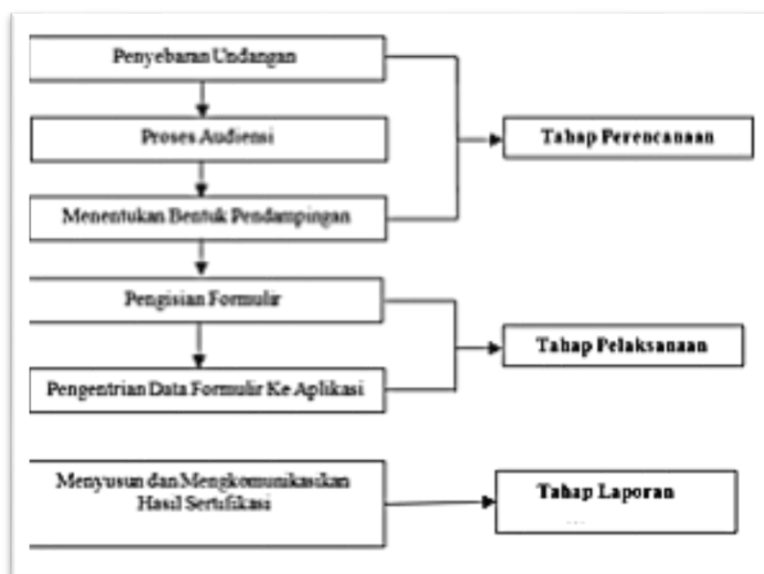 Penyebaran Undangan
Proses Audiensi
Tahap Perencanaan
Menentukan Bentuk Pendampingan
Pengisian Formulir
Tahap Pelaksanaan
Pengentrian Data Formulir Ke Aplikasi
Menyusun dan Mengkomunikasikan
Hasil Sertifikasi
Tahap Laporan
...